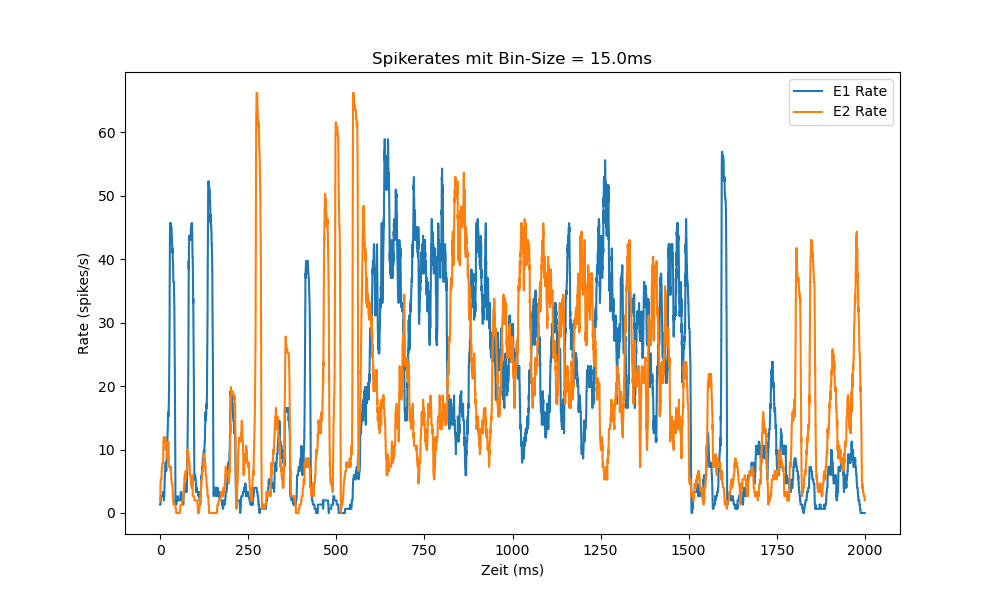 Spikerates mit Bin-Size = 15.0ms
E1 Rate
E2 Rate
Rate (spikes/s)
60
50
40
30
20
10
0
0 250 500 750 1000 1250 1500 1750 2000
Zeit (ms)